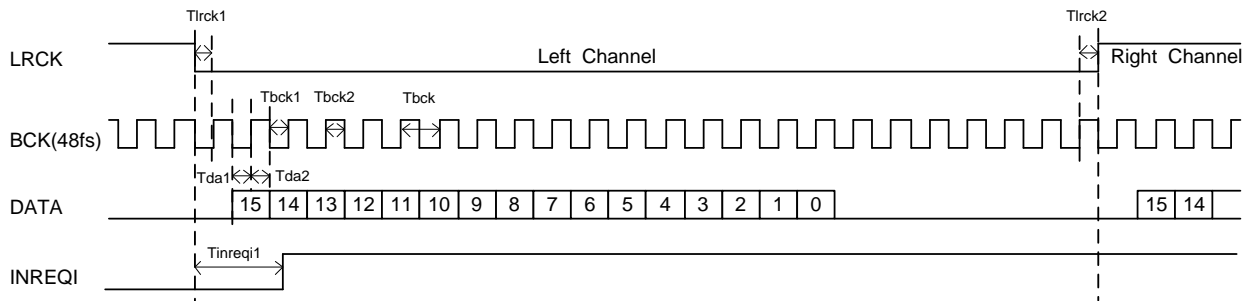 Tlrck1
Tlrck2
LRCK
Left Channel
Right Channel
Tbck1
Tbck2
Tbck
BCK(48fs)
Tda1
Tda2
DATA
15 14 13 12 11 10 9 8 7 6 5 4 3 2 1 0 15 14
Tinreqi1
INREQI